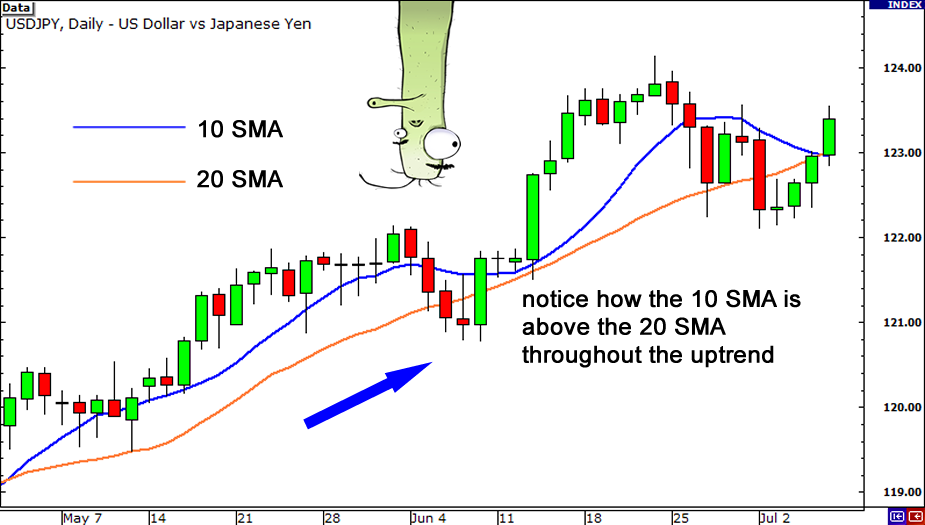 Data
INDEX
USDJPY, Daily - US Dollar vs Japanese Yen
124.00
10 SMA
123.00
20 SMA
122.00
notice how the 10 SMA is
above the 20 SMA
throughout the uptrend
121.00
120.00
119.00
May 7
14
21
28
Jun 4
11
18
25
Jul 2